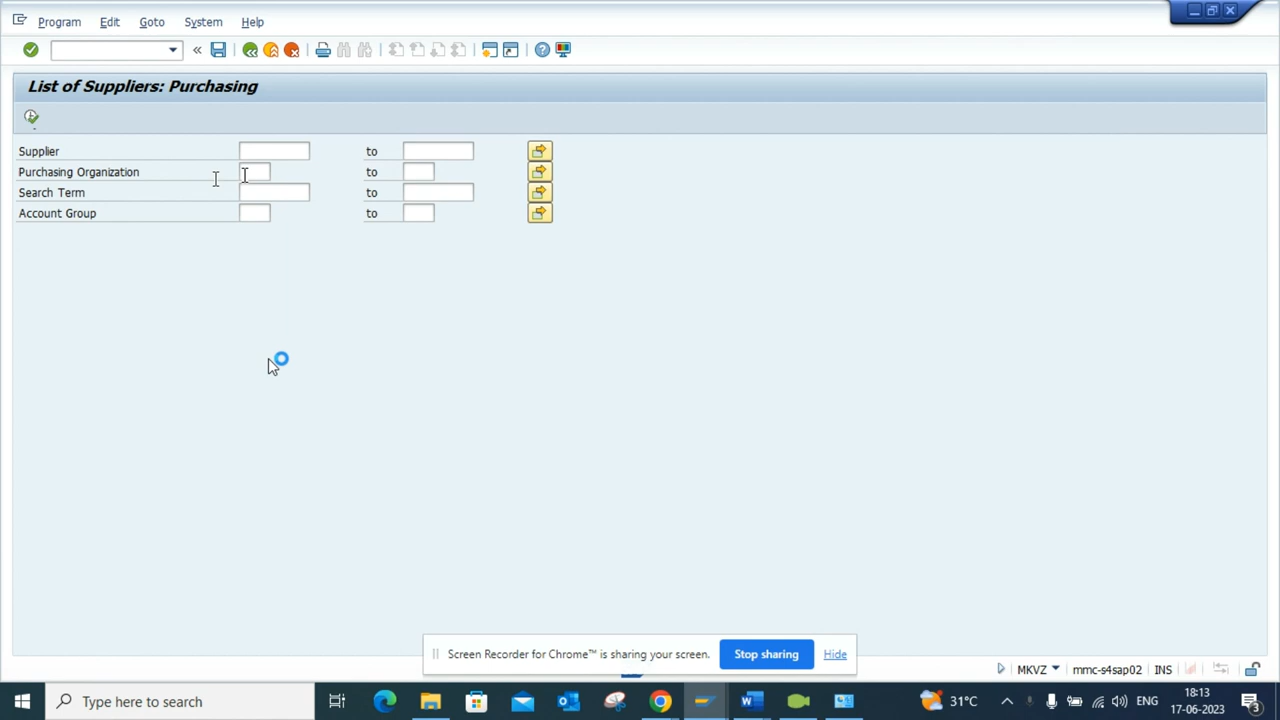 Program Edit Goto System Help
List of Suppliers: Purchasing
Supplier to
Purchasing Organization to
Search Term to
Account Group to
Screen Recorder for Chrome™ is sharing your screen. Stop sharing Hide
MKVZ mmc-s4sap02 INS
Type here to search 31°C ENG 18:13
17-06-2023 3